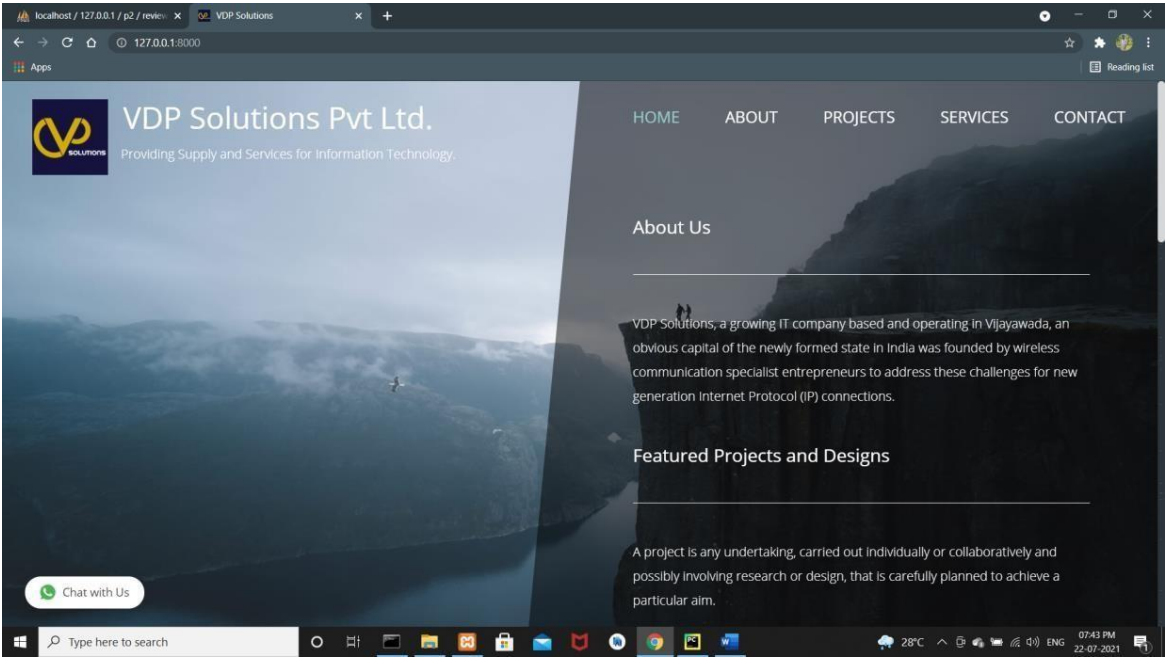 localhost / 127.0.0.1 / p2 / review
VDP Solutions
127.0.0.1:8000
Apps
Reading list
SOLUTIONS
VDP Solutions Pvt Ltd.
Providing Supply and Services for Information Technology.
HOME ABOUT PROJECTS SERVICES CONTACT
About Us
VDP Solutions, a growing IT company based and operating in Vijayawada, an
obvious capital of the newly formed state in India was founded by wireless
communication specialist entrepreneurs to address these challenges for new
generation Internet Protocol (IP) connections.
Featured Projects and Designs
A project is any undertaking, carried out individually or collaboratively and
possibly involving research or design, that is carefully planned to achieve a
particular aim.
Chat with Us
Type here to search
28°C
ENG
07:43 PM
22-07-2021